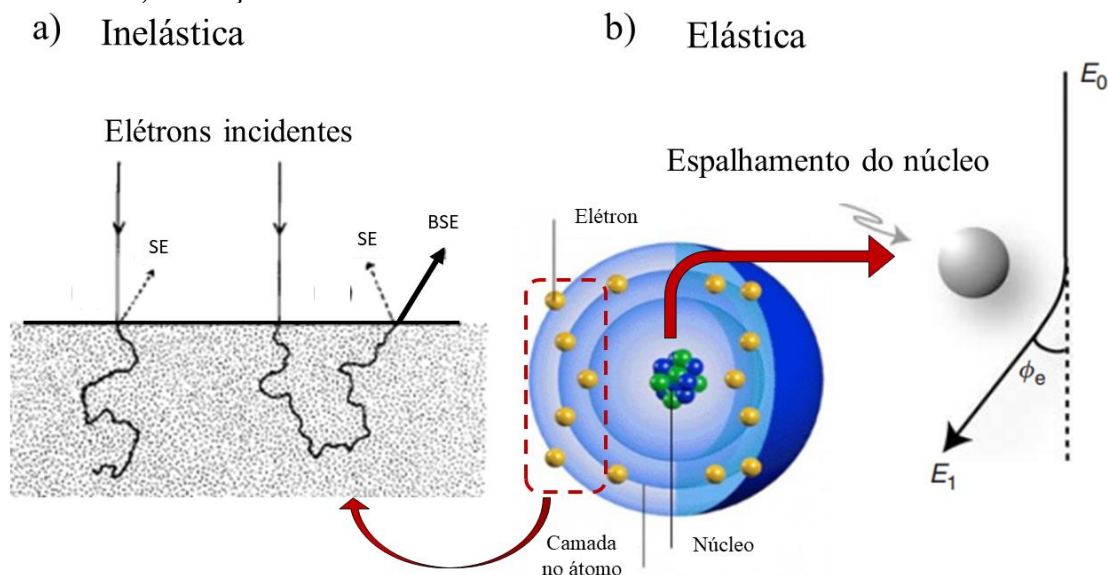 a) Inelástica
b) Elástica
E0
Elétrons incidentes
Espalhamento do núcleo
Elétron
SE
SE
BSE
ϕe
E1
Camada
no átomo
Núcleo